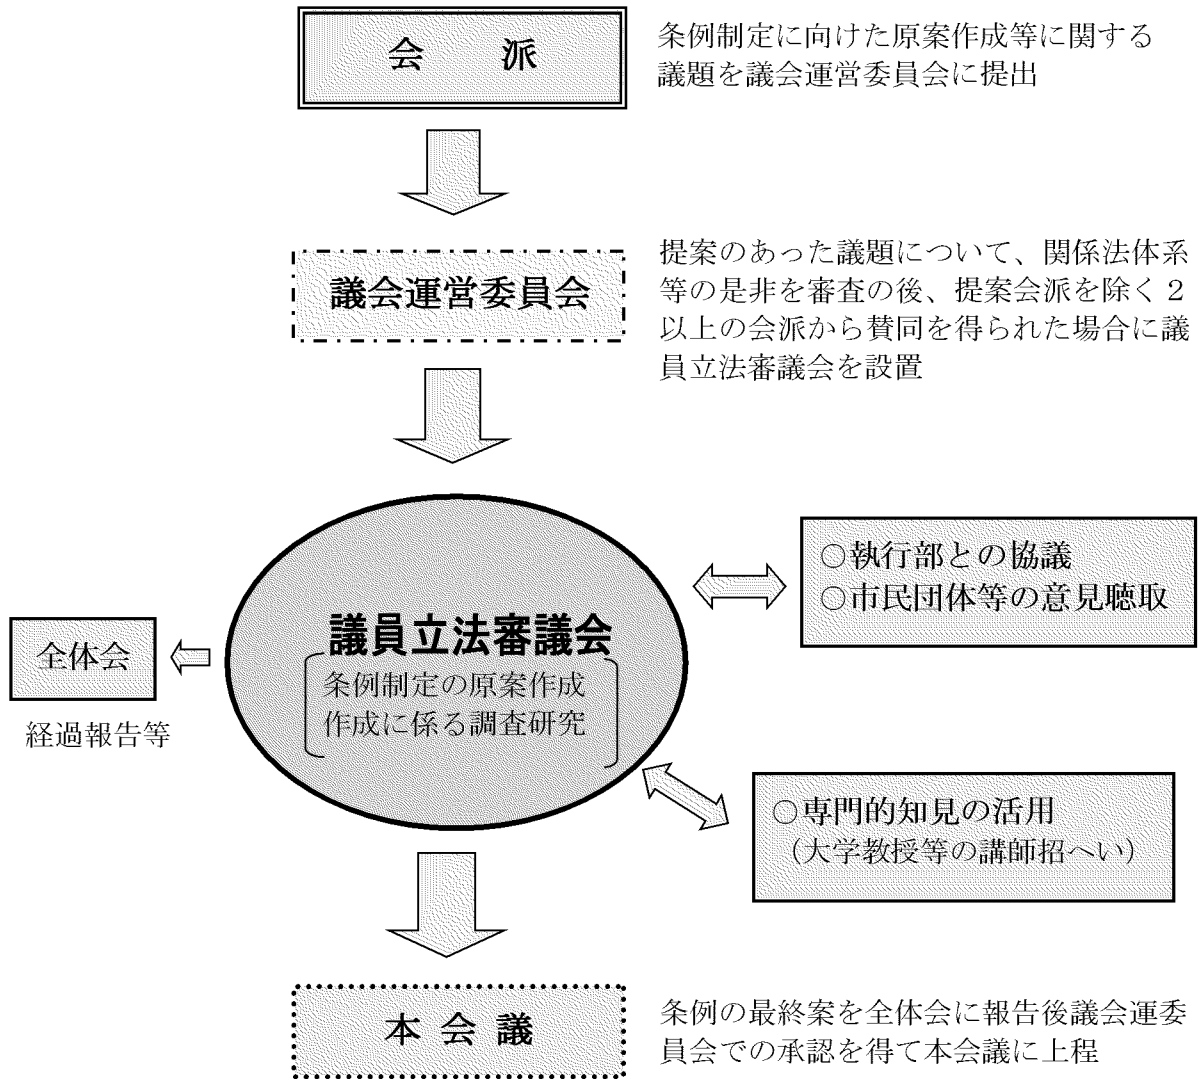 会　派
条例制定に向けた原案作成等に関する
議題を議会運営委員会に提出
議会運営委員会
提案のあった議題について、関係法体系
等の是非を審査の後、提案会派を除く２
以上の会派から賛同を得られた場合に議
員立法審議会を設置
議員立法審議会
条例制定の原案作成
作成に係る調査研究
○執行部との協議
○市民団体等の意見聴取
全体会
経過報告等
○専門的知見の活用
（大学教授等の講師招へい）
本 会 議
条例の最終案を全体会に報告後議会運委
員会での承認を得て本会議に上程